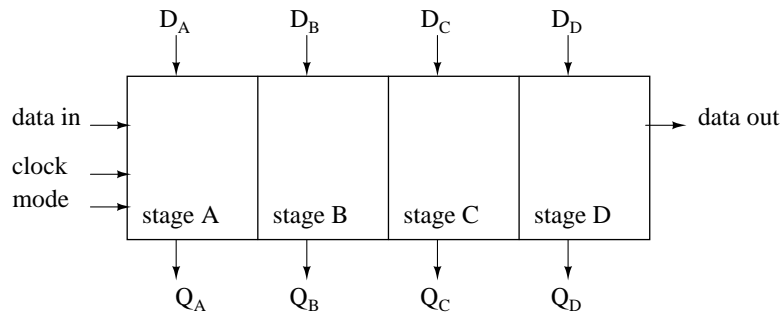 D_A D_B D_C D_D
data in
data out
clock
mode
stage A stage B stage C stage D
Q_A Q_B Q_C Q_D